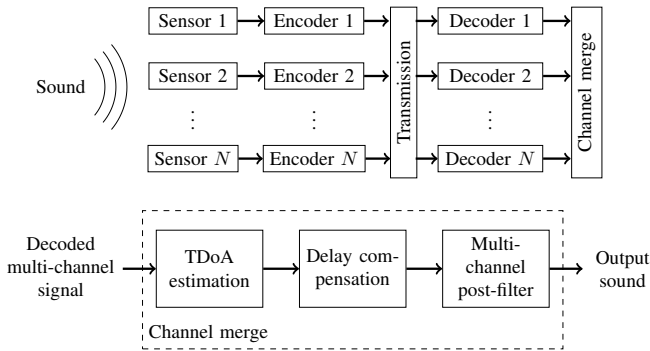 Sensor 1
Encoder 1
Decoder 1
Sound
Sensor 2
Encoder 2
Transmission
Decoder 2
Channel merge
⋮
⋮
⋮
Sensor N
Encoder N
Decoder N
Decoded
multi-channel
signal
TDoA
estimation
Delay com-
pensation
Multi-
channel
post-filter
Output
sound
Channel merge